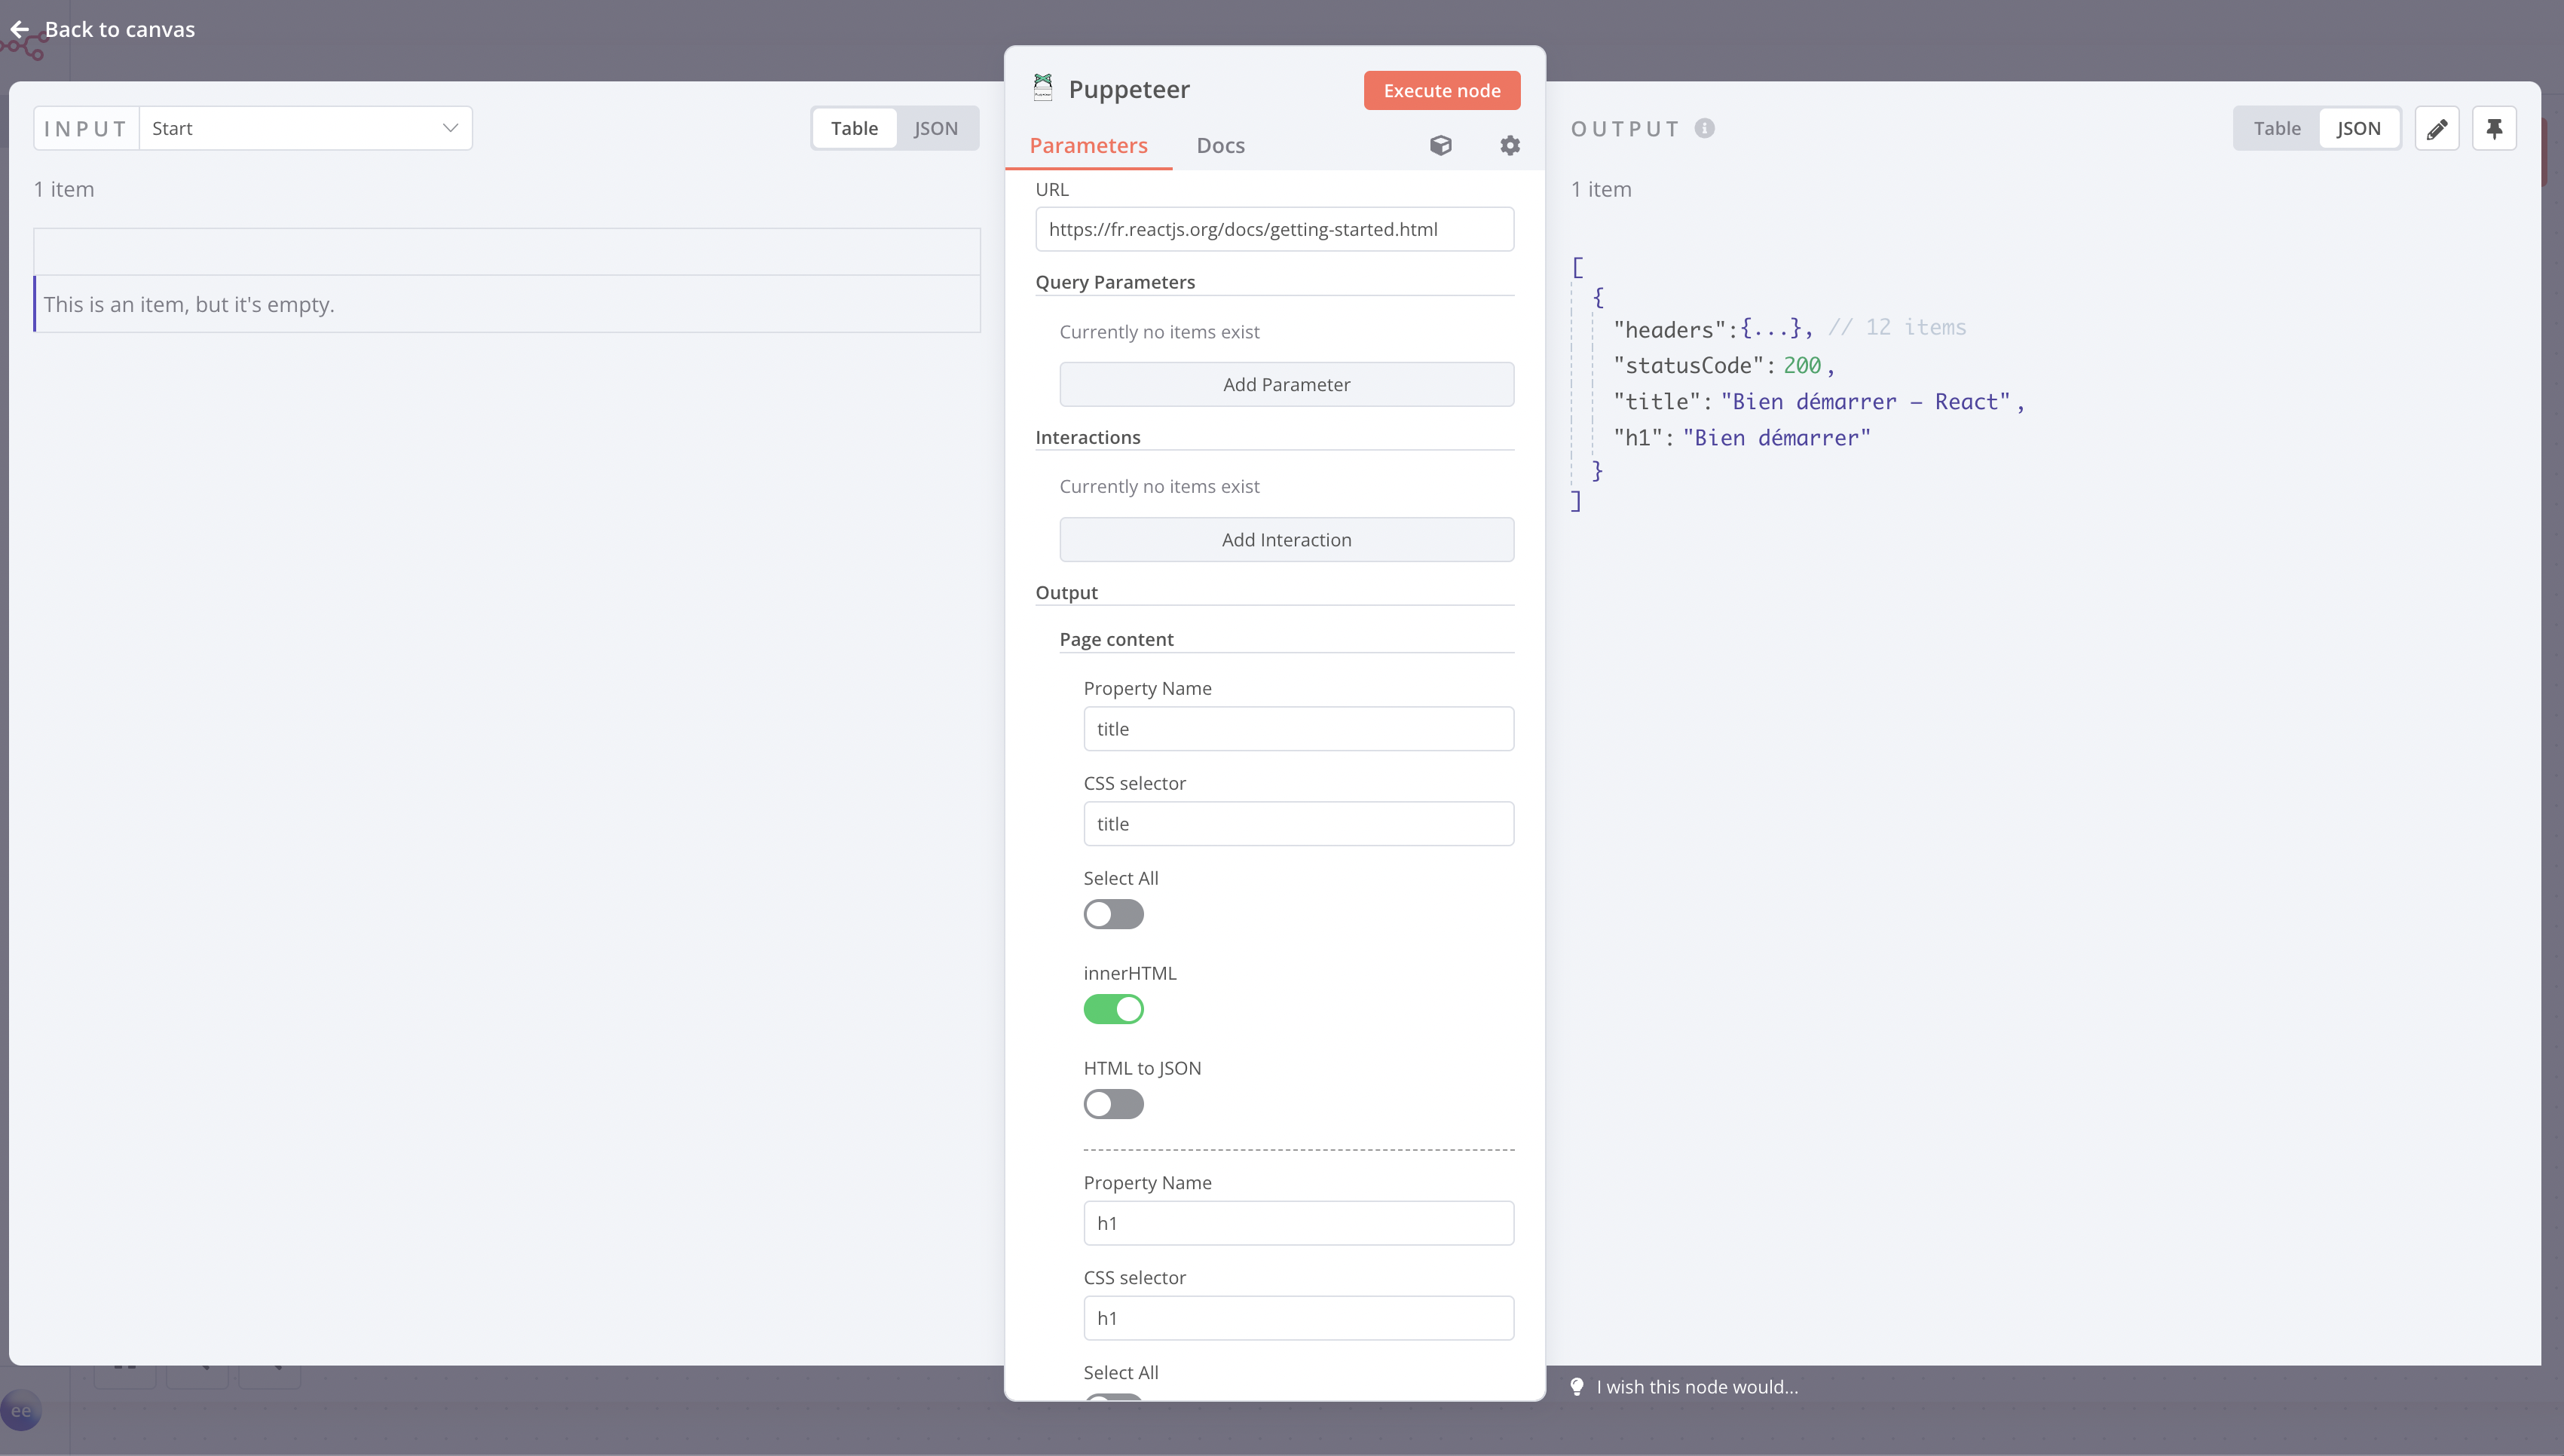 Back to canvas
INPUT Start
Table JSON
1 item
This is an item, but it's empty.
Puppeteer
Execute node
Parameters Docs
URL
https://fr.reactjs.org/docs/getting-started.html
Query Parameters
Currently no items exist
Add Parameter
Interactions
Currently no items exist
Add Interaction
Output
Page content
Property Name
title
CSS selector
title
Select All
innerHTML
HTML to JSON
Property Name
h1
CSS selector
h1
Select All
OUTPUT
Table JSON
1 item
[
{
"headers":{...}, // 12 items
"statusCode": 200,
"title": "Bien démarrer – React",
"h1": "Bien démarrer"
}
]
I wish this node would...
ee